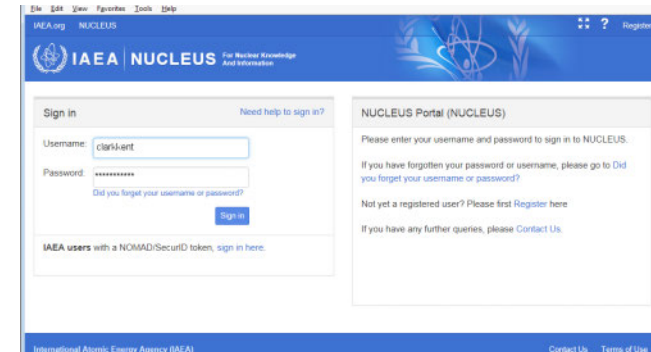 File Edit View Favorites Tools Help
IAEA.org NUCLEUS ? Register
IAEA NUCLEUS For Nuclear Knowledge
And Information
Sign in Need help to sign in?
Username: clarkkent
Password: •••••••••••
Did you forget your username or password?
Sign in
IAEA users with a NOMAD/SecurID token, sign in here.
NUCLEUS Portal (NUCLEUS)
Please enter your username and password to sign in to NUCLEUS.
If you have forgotten your password or username, please go to Did
you forget your username or password?
Not yet a registered user? Please first Register here
If you have any further queries, please Contact Us.
International Atomic Energy Agency (IAEA) Contact Us Terms of Use